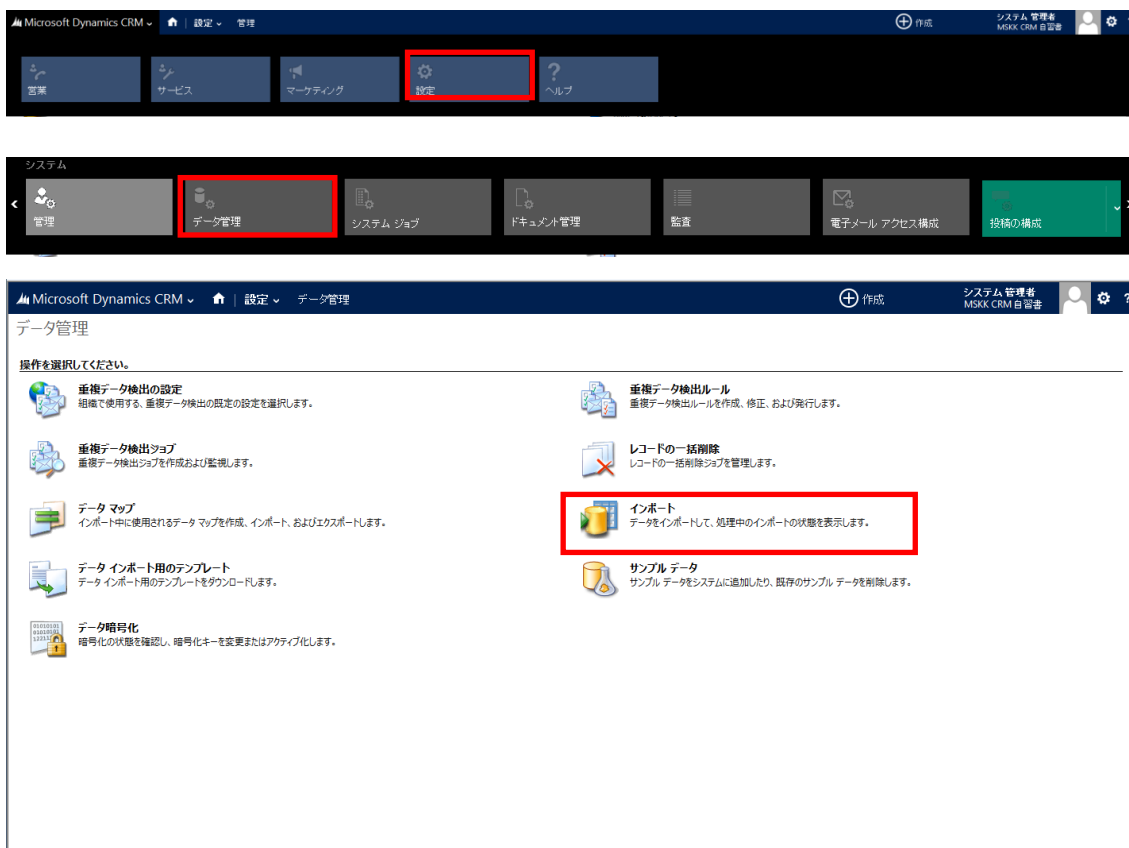 Microsoft Dynamics CRM 設定 管理 作成 システム 管理者
MSKK CRM 自習書
営業 サービス マーケティング 設定 ヘルプ
システム
管理 データ管理 システム ジョブ ドキュメント管理 監査 電子メール アクセス構成 投稿の構成
Microsoft Dynamics CRM 設定 データ管理 作成 システム 管理者
MSKK CRM 自習書
データ管理
操作を選択してください。
重複データ検出の設定
組織で使用する、重複データ検出の既定の設定を選択します。
重複データ検出ルール
重複データ検出ルールを作成、修正、および発行します。
重複データ検出ジョブ
重複データ検出ジョブを作成および監視します。
レコードの一括削除
レコードの一括削除ジョブを管理します。
データ マップ
インポート中に使用されるデータ マップを作成、インポート、およびエクスポートします。
インポート
データをインポートして、処理中のインポートの状態を表示します。
データ インポート用のテンプレート
データ インポート用のテンプレートをダウンロードします。
サンプル データ
サンプル データをシステムに追加したり、既存のサンプル データを削除します。
データ暗号化
暗号化の状態を確認し、暗号化キーを変更またはアクティブ化します。